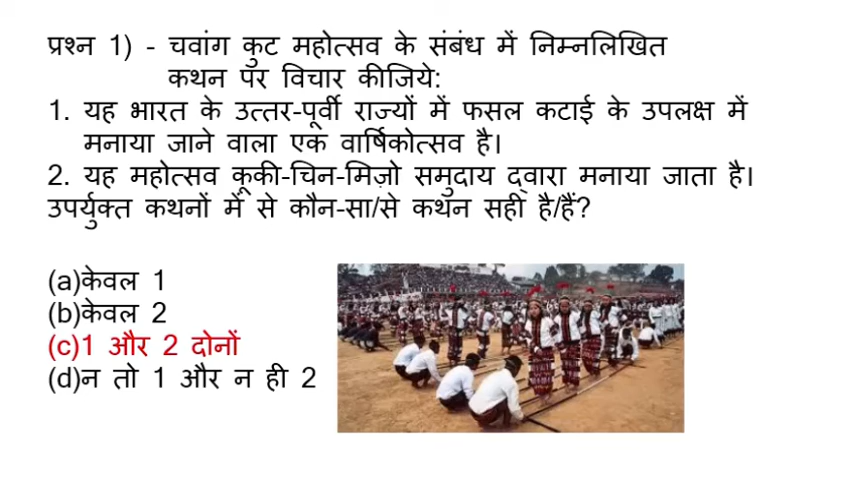 प्रश्न 1) - चवांग कुट महोत्सव के संबंध में निम्नलिखित
कथन पर विचार कीजिये:
1. यह भारत के उत्तर-पूर्वी राज्यों में फसल कटाई के उपलक्ष में
मनाया जाने वाला एक वार्षिकोत्सव है।
2. यह महोत्सव कूकी-चिन-मिज़ो समुदाय द्वारा मनाया जाता है।
उपर्युक्त कथनों में से कौन-सा/से कथन सही है/हैं?
(a)केवल 1
(b)केवल 2
(c)1 और 2 दोनों
(d)न तो 1 और न ही 2